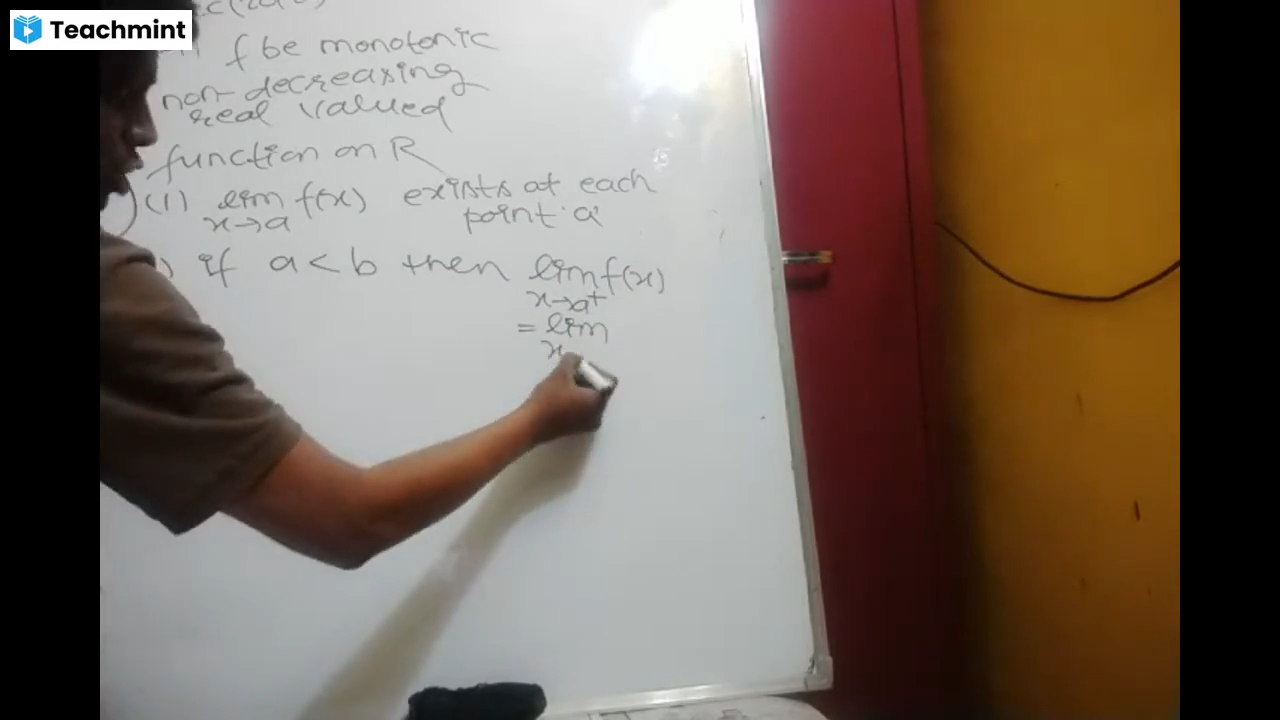 Teachmint
f be monotonic
non-decreasing
real valued
function on R
(1) lim f(x) exists at each
x→a point 'a'
) if a < b then lim f(x)
x→a+
= lim
x